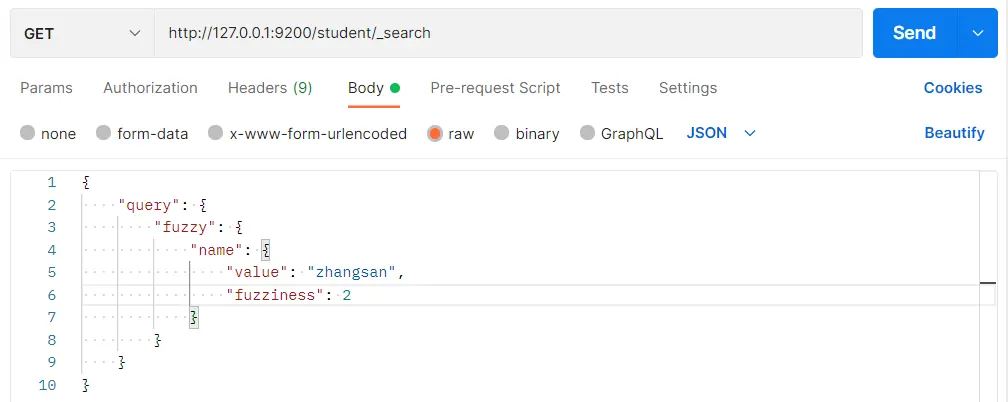 GET http://127.0.0.1:9200/student/_search Send
Params Authorization Headers (9) Body Pre-request Script Tests Settings Cookies
none form-data x-www-form-urlencoded raw binary GraphQL JSON Beautify
1 {
2 "query": {
3 "fuzzy": {
4 "name": {
5 "value": "zhangsan",
6 "fuzziness": 2
7 }
8 }
9 }
10 }